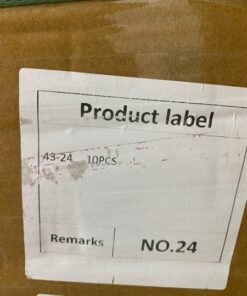 Product label
43-24 10PCS
Remarks NO.24